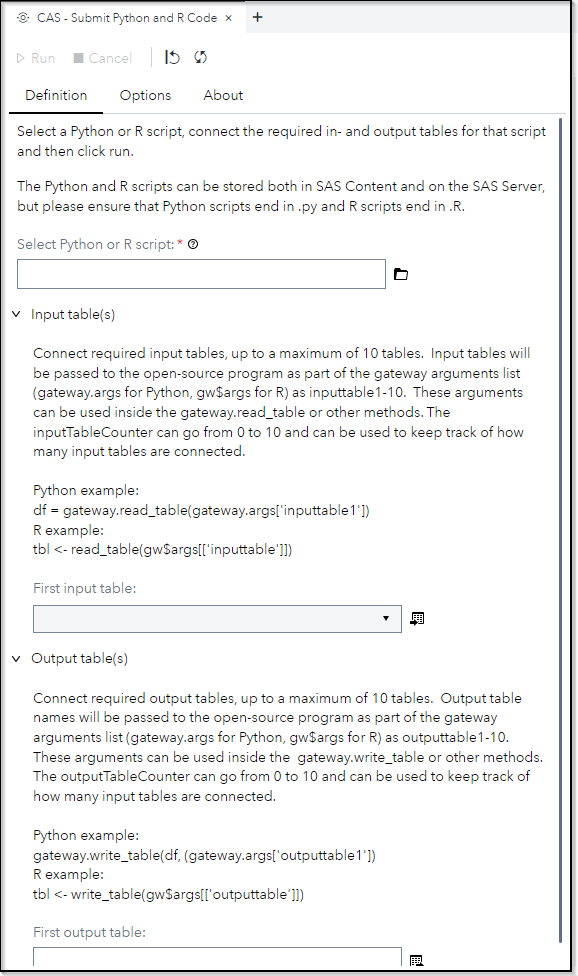 CAS - Submit Python and R Code × +
Run Cancel
Definition Options About
Select a Python or R script, connect the required in- and output tables for that script
and then click run.
The Python and R scripts can be stored both in SAS Content and on the SAS Server,
but please ensure that Python scripts end in .py and R scripts end in .R.
Select Python or R script: *
Input table(s)
Connect required input tables, up to a maximum of 10 tables.  Input tables will
be passed to the open-source program as part of the gateway arguments list
(gateway.args for Python, gw$args for R) as inputtable1-10.  These arguments
can be used inside the gateway.read_table or other methods. The
inputTableCounter can go from 0 to 10 and can be used to keep track of how
many input tables are connected.
Python example:
df = gateway.read_table(gateway.args['inputtable1'])
R example:
tbl <- read_table(gw$args[['inputtable']])
First input table:
Output table(s)
Connect required output tables, up to a maximum of 10 tables.  Output table
names will be passed to the open-source program as part of the gateway
arguments list (gateway.args for Python, gw$args for R) as outputtable1-10.
These arguments can be used inside the  gateway.write_table or other methods.
The outputTableCounter can go from 0 to 10 and can be used to keep track of
how many input tables are connected.
Python example:
gateway.write_table(df, (gateway.args['outputtable1'])
R example:
tbl <- write_table(gw$args[['outputtable']])
First output table: